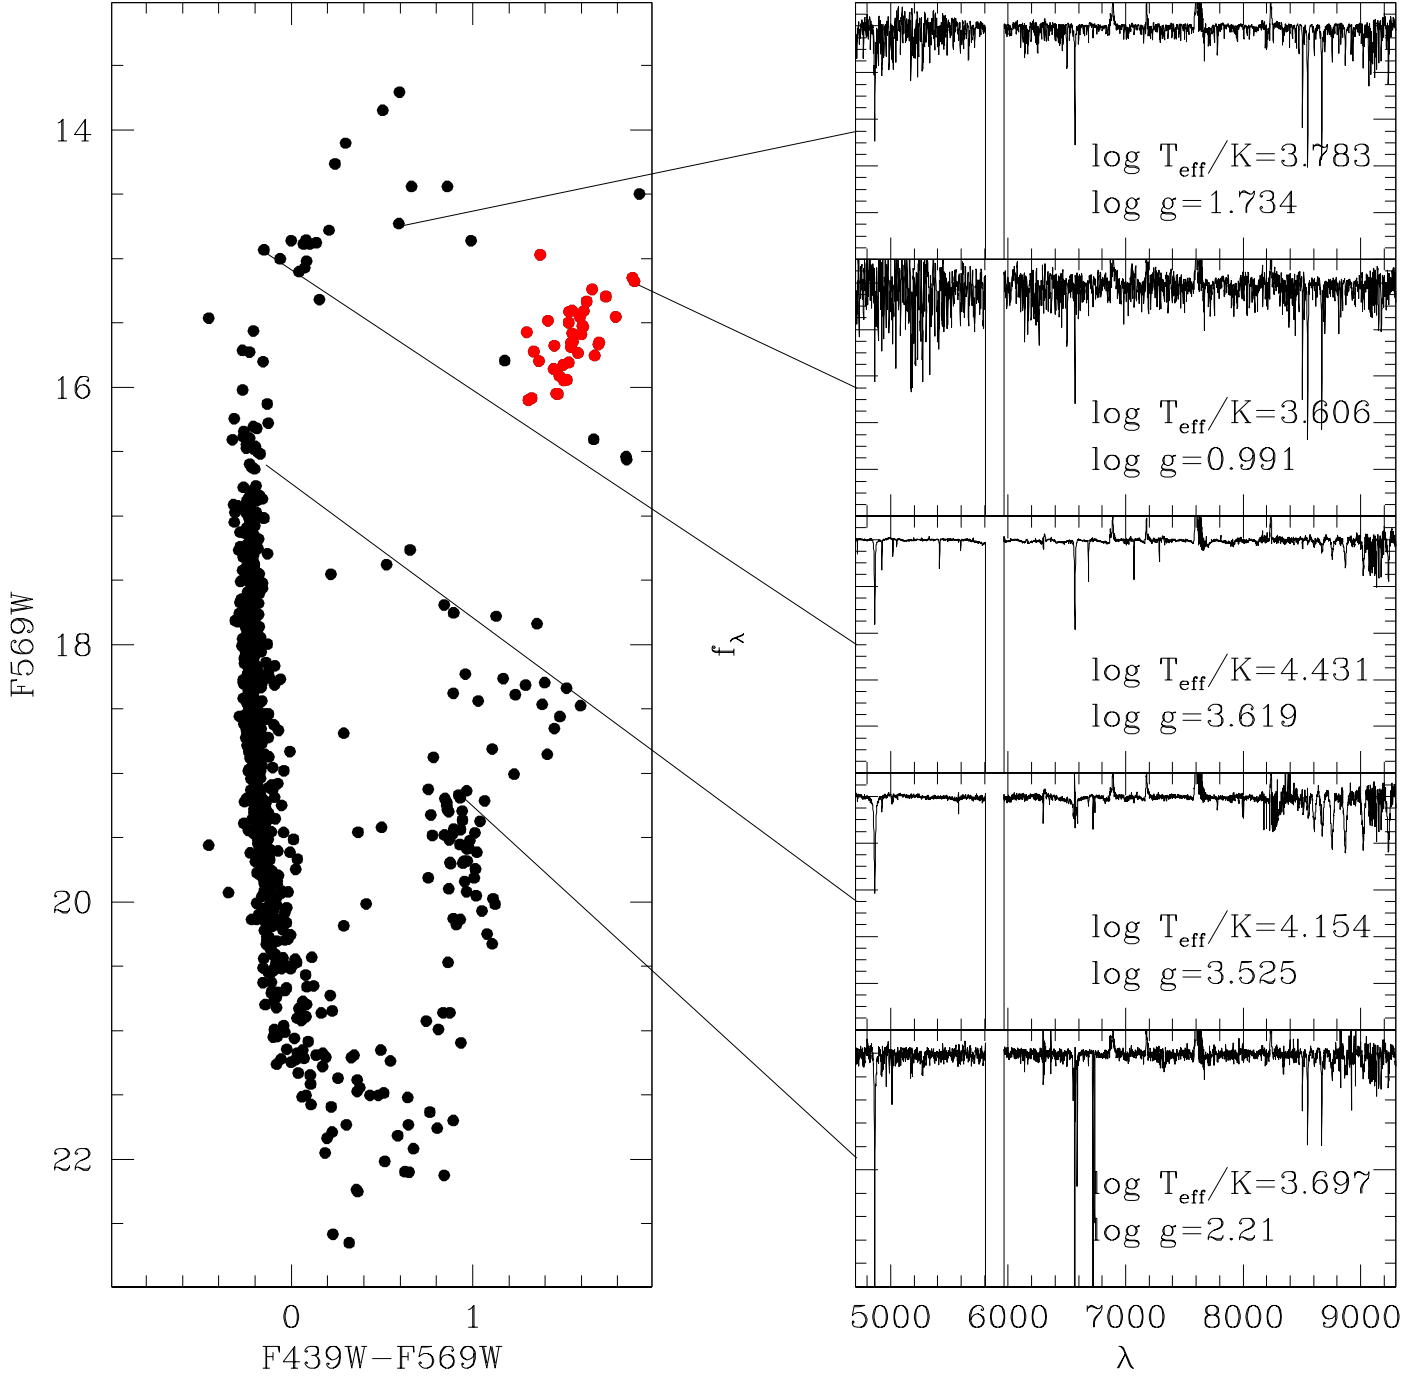 14
16
18
20
22
F569W
0
1
F439W−F569W
f_λ
log T_eff/K=3.783
log g=1.734
log T_eff/K=3.606
log g=0.991
log T_eff/K=4.431
log g=3.619
log T_eff/K=4.154
log g=3.525
log T_eff/K=3.697
log g=2.21
5000
6000
7000
8000
9000
λ